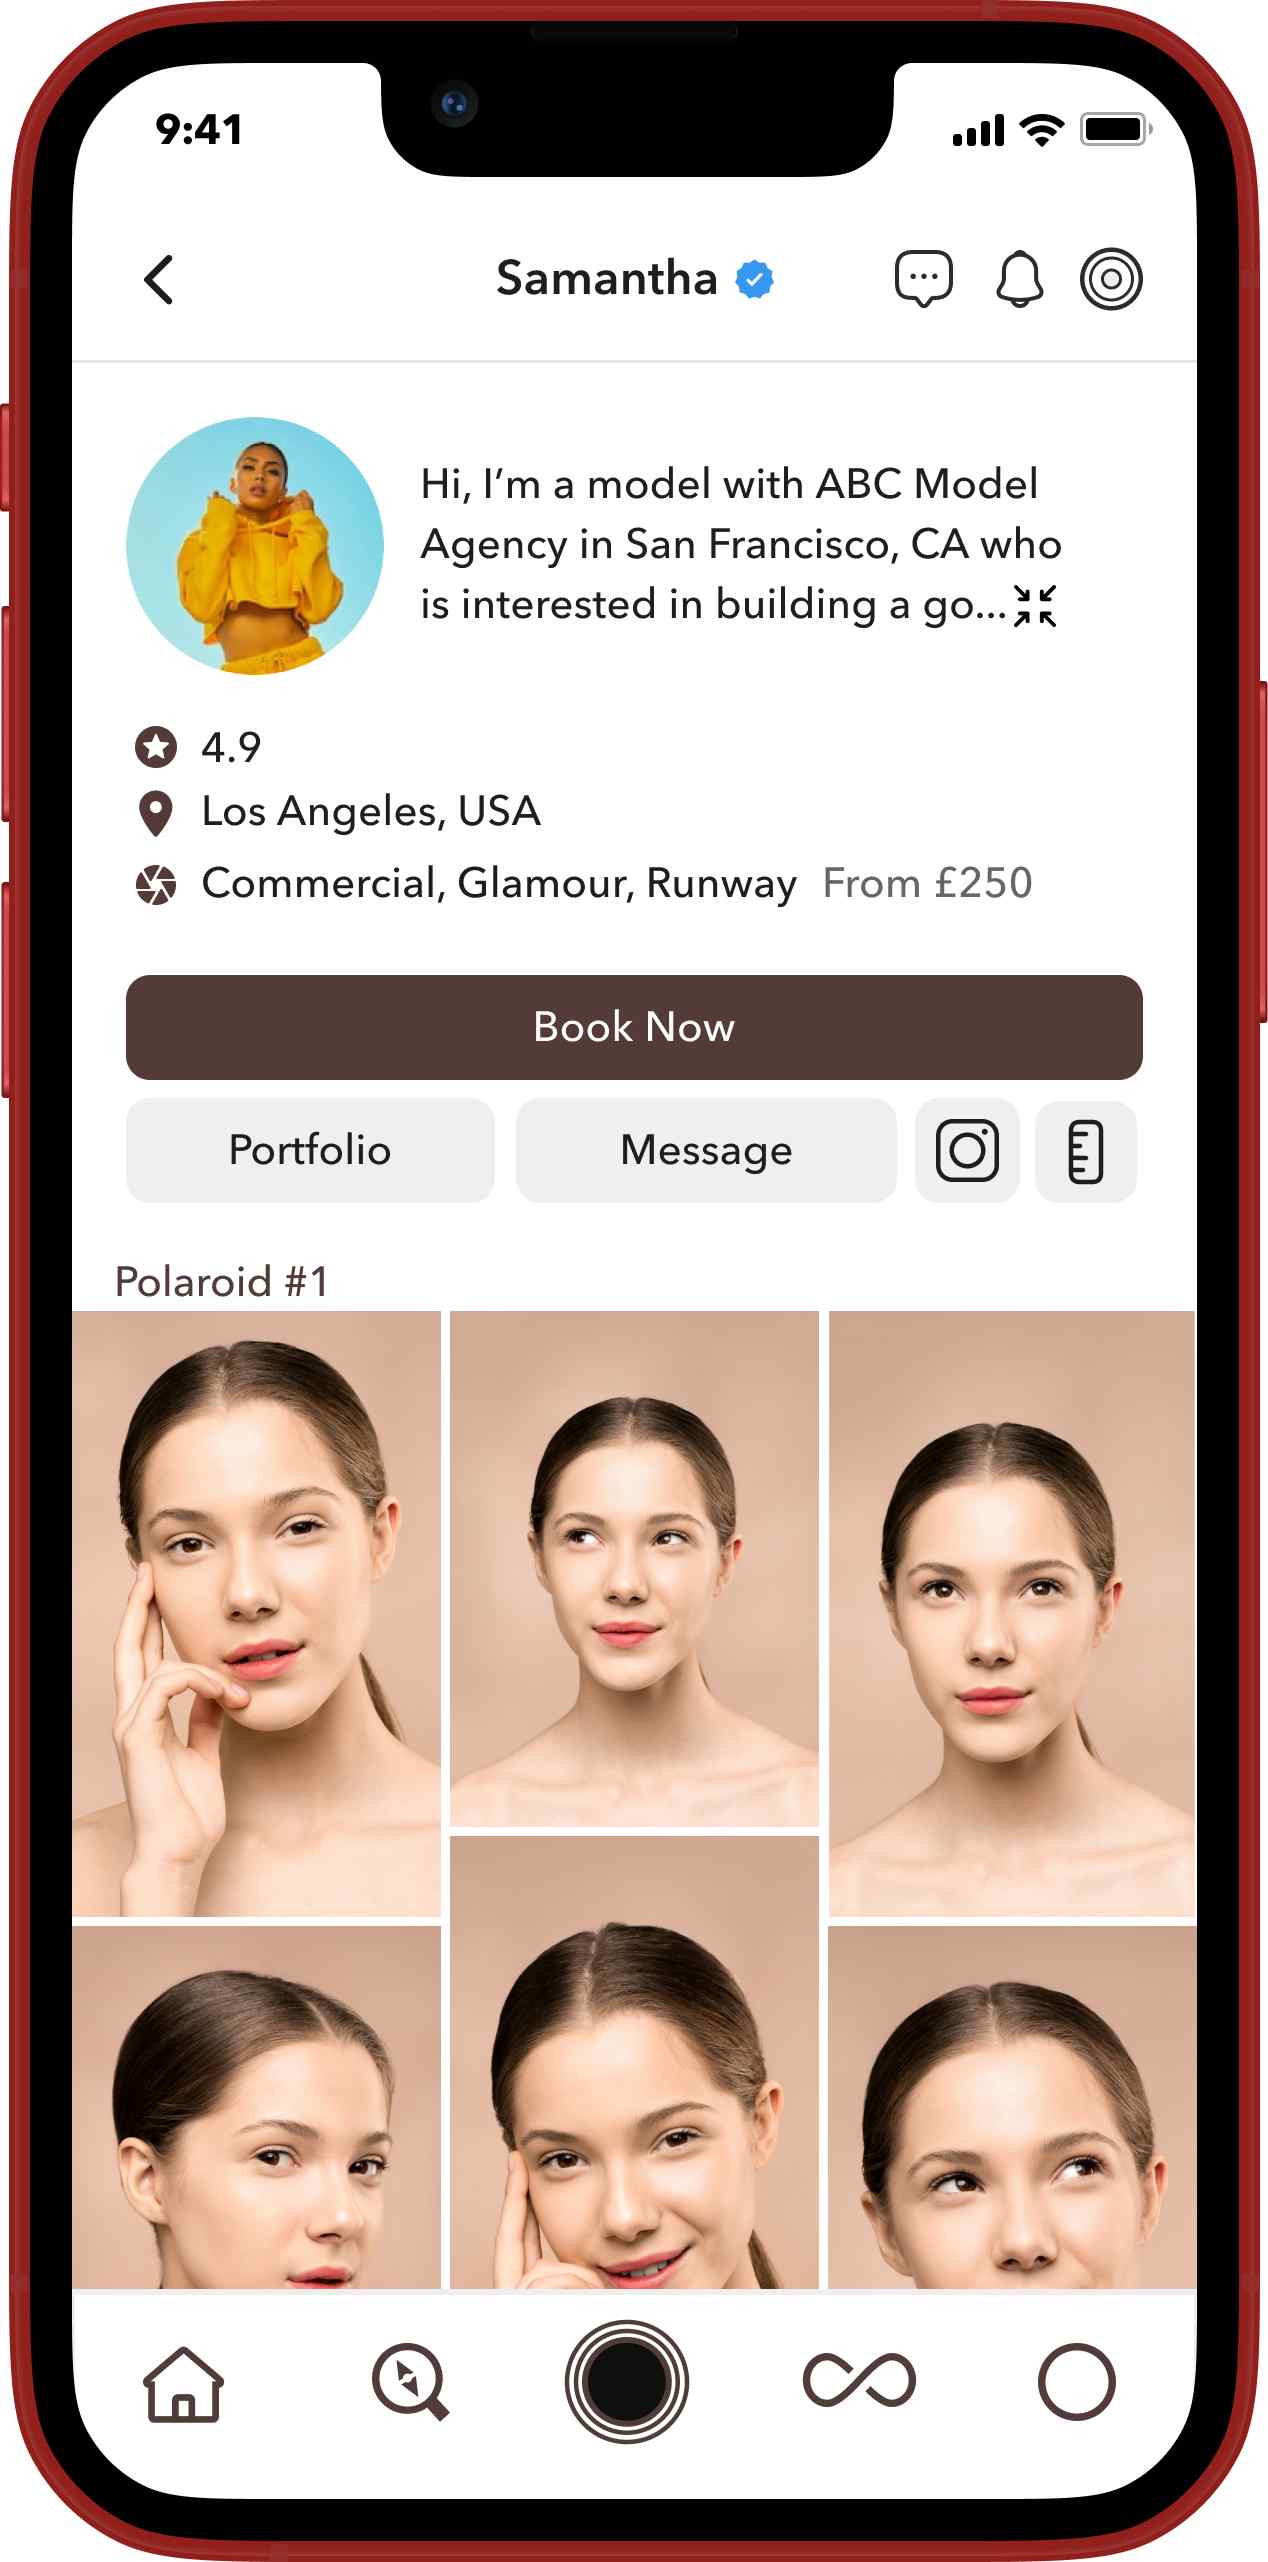 9:41
Samantha
Hi, I’m a model with ABC Model
Agency in San Francisco, CA who
is interested in building a go...
4.9
Los Angeles, USA
Commercial, Glamour, Runway From £250
Book Now
Portfolio Message
Polaroid #1